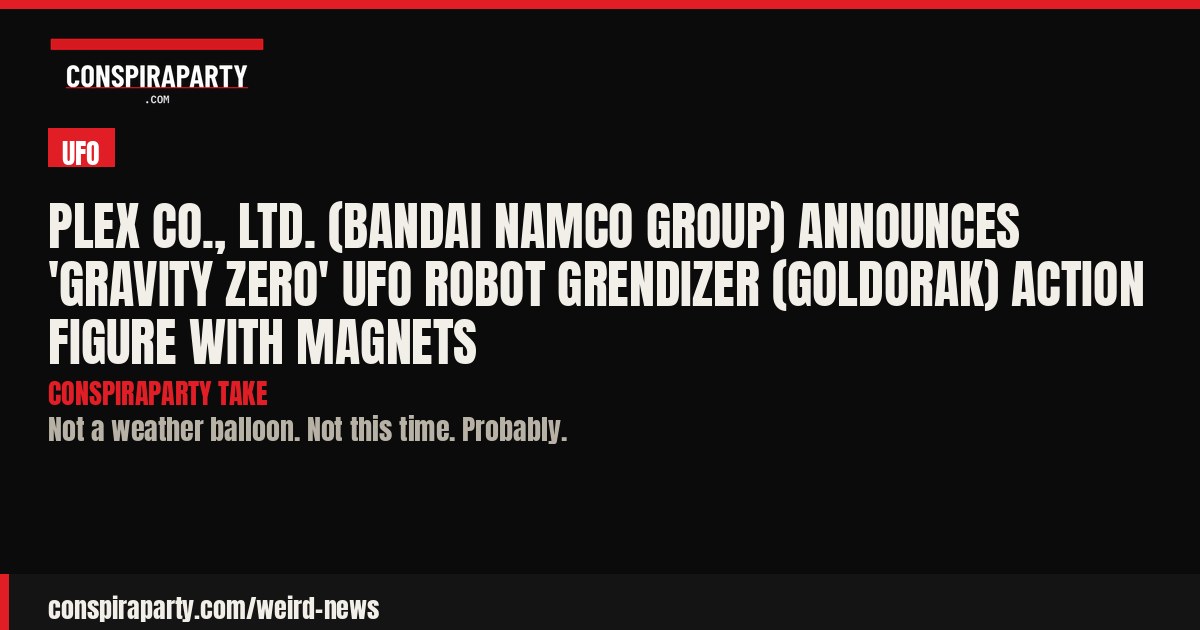 CONSPIRAPARTY
.COM
UFO
PLEX CO., LTD. (BANDAI NAMCO GROUP) ANNOUNCES
'GRAVITY ZERO' UFO ROBOT GRENDIZER (GOLDORAK) ACTION
FIGURE WITH MAGNETS
CONSPIRAPARTY TAKE
Not a weather balloon. Not this time. Probably.
conspiraparty.com/weird-news